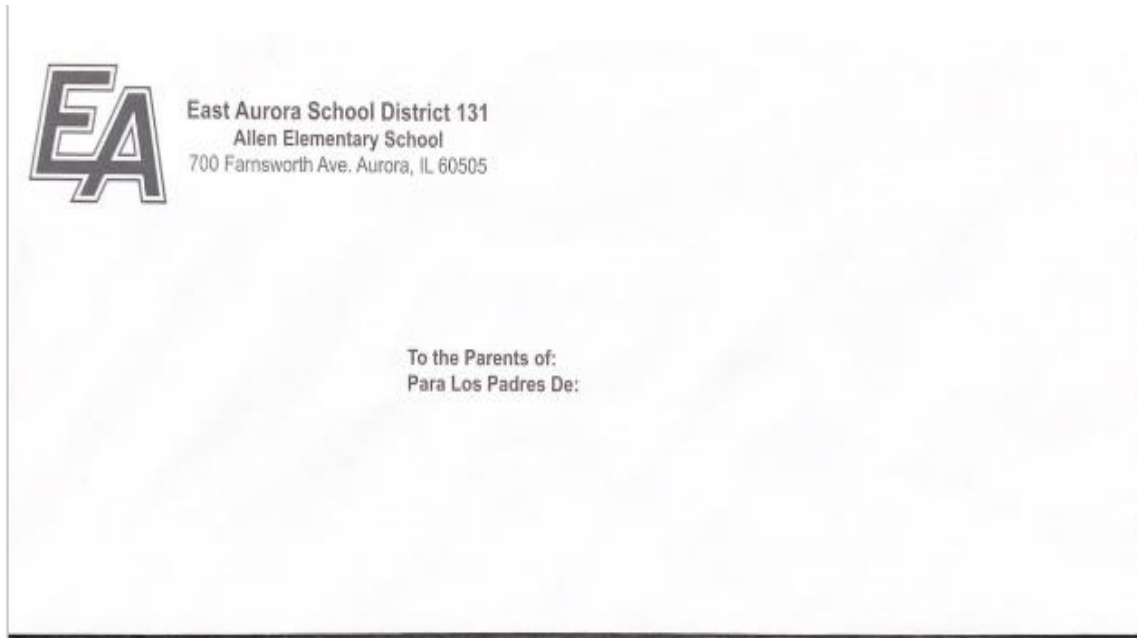 EA
East Aurora School District 131
Allen Elementary School
700 Farnsworth Ave. Aurora, IL 60505
To the Parents of:
Para Los Padres De: